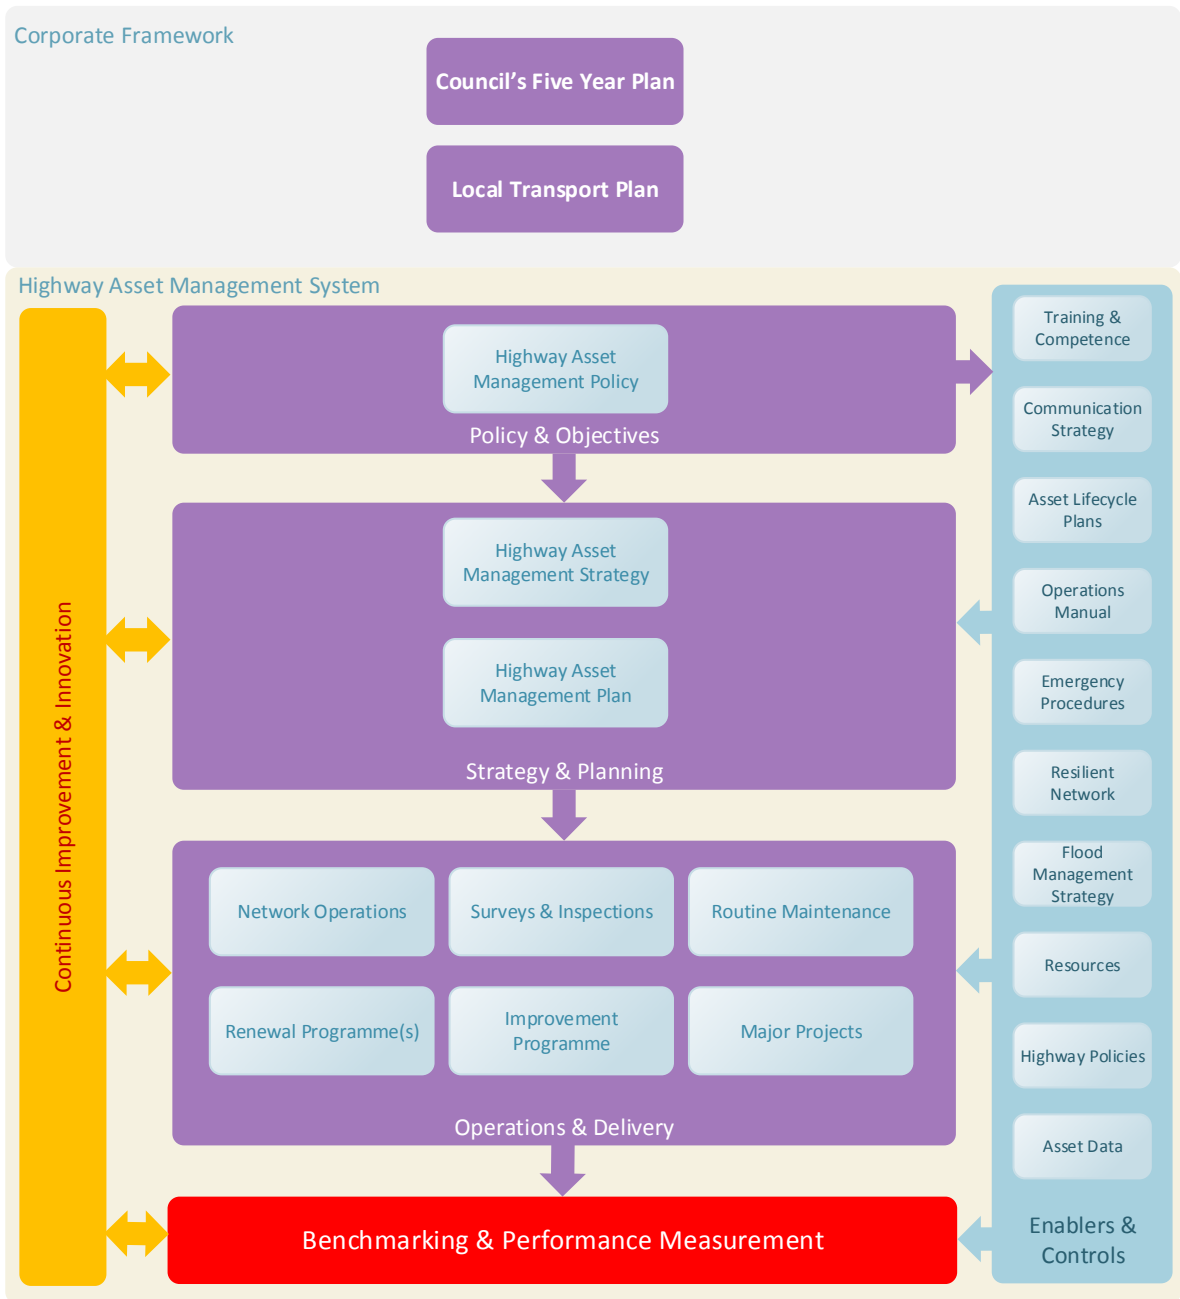 Corporate Framework
Council’s Five Year Plan
Local Transport Plan
Highway Asset Management System
Continuous Improvement & Innovation
Highway Asset
Management Policy
Policy & Objectives
Highway Asset
Management Strategy
Highway Asset
Management Plan
Strategy & Planning
Network Operations
Surveys & Inspections
Routine Maintenance
Renewal Programme(s)
Improvement
Programme
Major Projects
Operations & Delivery
Benchmarking & Performance Measurement
Training &
Competence
Communication
Strategy
Asset Lifecycle
Plans
Operations
Manual
Emergency
Procedures
Resilient
Network
Flood
Management
Strategy
Resources
Highway Policies
Asset Data
Enablers &
Controls